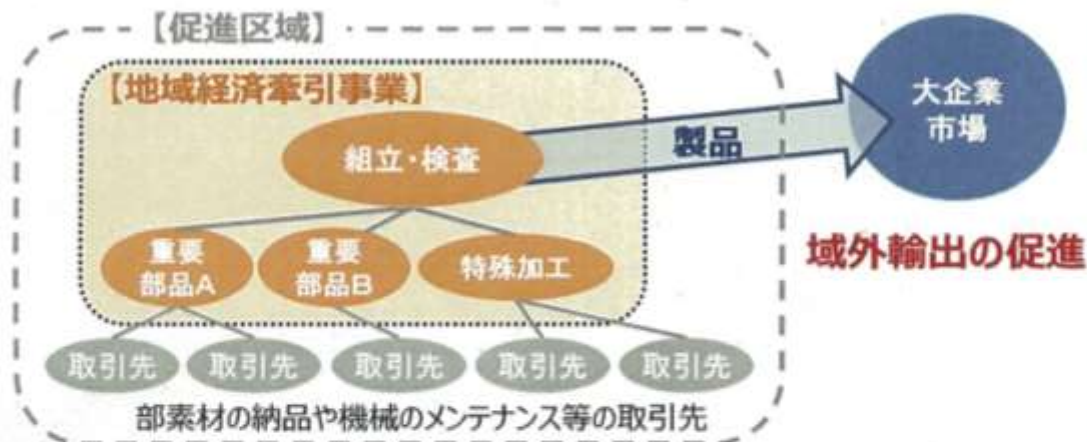 【促進区域】
【地域経済牽引事業】
組立・検査
製品
大企業
市場
重要
部品A
重要
部品B
特殊加工
域外輸出の促進
取引先
取引先
取引先
取引先
取引先
部素材の納品や機械のメンテナンス等の取引先